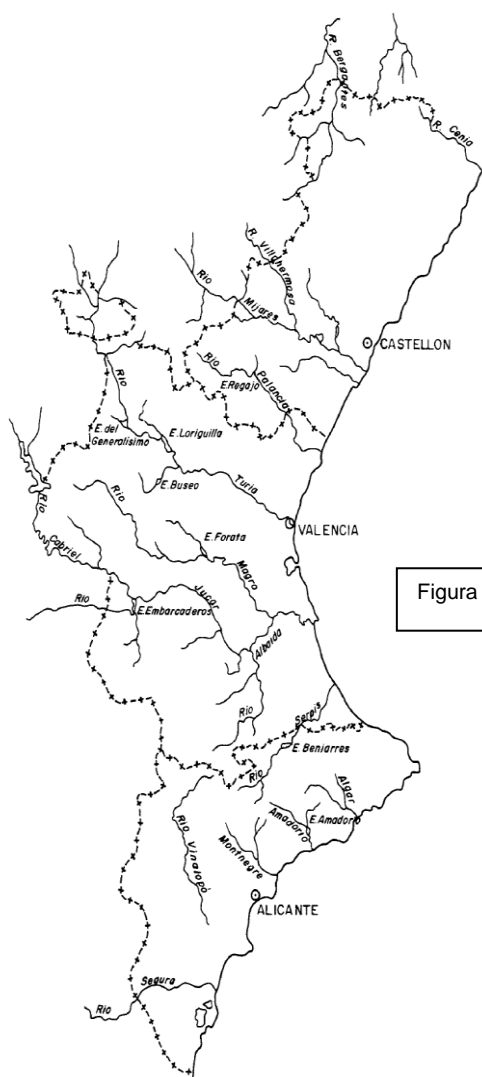 R. Bergantes
R. Cenia
R. Villahermosa
Rio
Mijares
CASTELLON
Rio
Palancia
E. Regajo
Rio
E. del
Generalísimo
E. Loriguilla
E. Buseo
Turia
VALENCIA
Rio
Cabriel
Rio
E. Forata
Magro
Figura
Rio
E. Embarcaderos
Jucar
Albaida
Rio
Serpis
E. Beniarres
Rio
Algar
Amadorio
E. Amadorio
Montnegre
Rio Vinalopó
ALICANTE
Segura
Rio